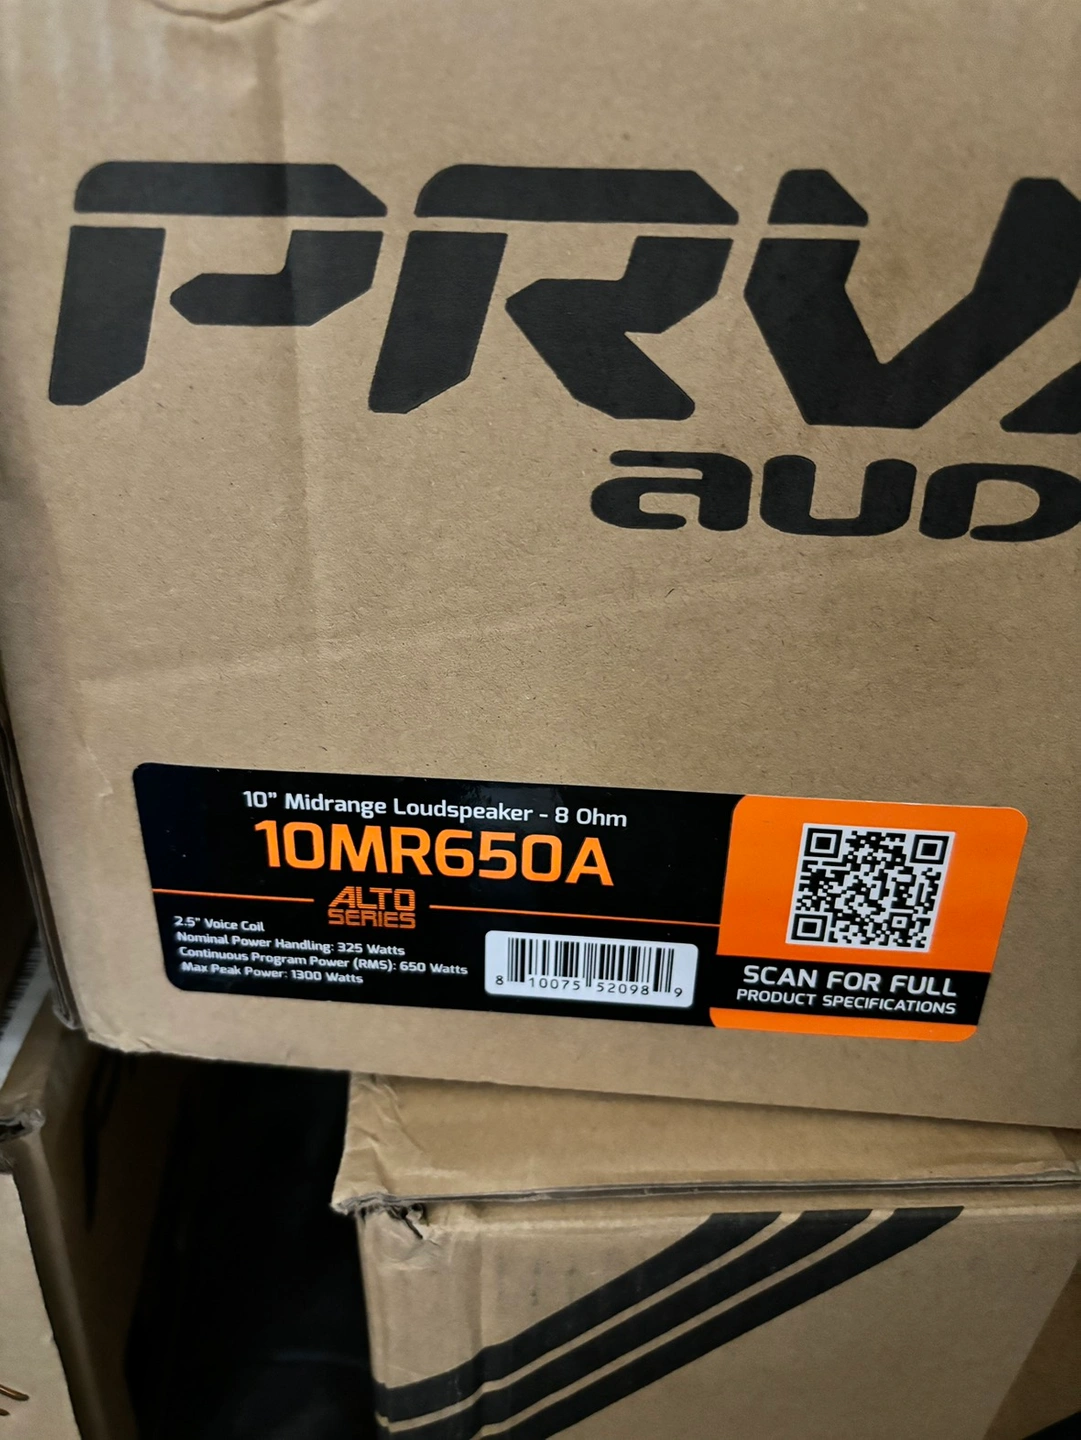 PRV
audio
10" Midrange Loudspeaker - 8 Ohm
10MR650A
ALTO
SERIES
2.5" Voice Coil
Nominal Power Handling: 325 Watts
Continuous Program Power (RMS): 650 Watts
Max Peak Power: 1300 Watts
8 10075 52098 9
SCAN FOR FULL
PRODUCT SPECIFICATIONS